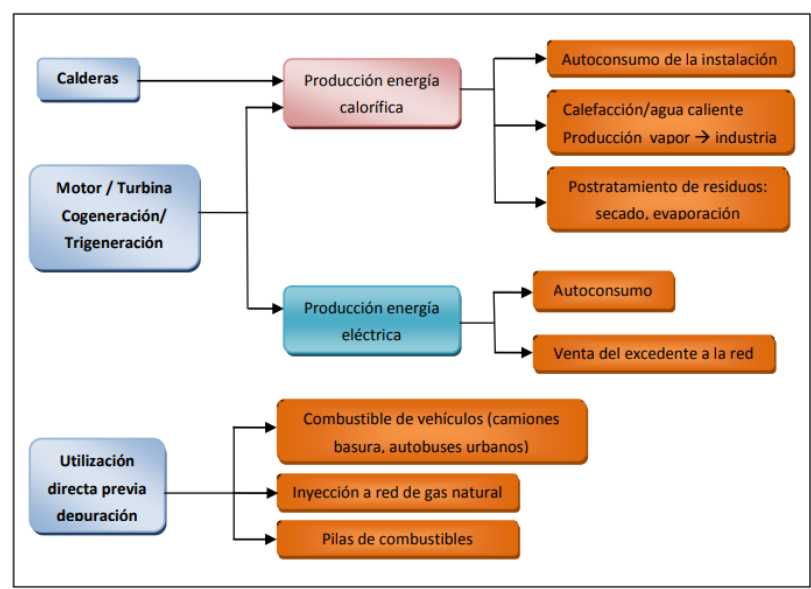 Calderas
Producción energía
calorífica
Autoconsumo de la instalación
Calefacción/agua caliente
Producción vapor → industria
Postratamiento de residuos:
secado, evaporación
Motor / Turbina
Cogeneración/
Trigeneración
Producción energía
eléctrica
Autoconsumo
Venta del excedente a la red
Utilización
directa previa
depuración
Combustible de vehículos (camiones
basura, autobuses urbanos)
Inyección a red de gas natural
Pilas de combustibles